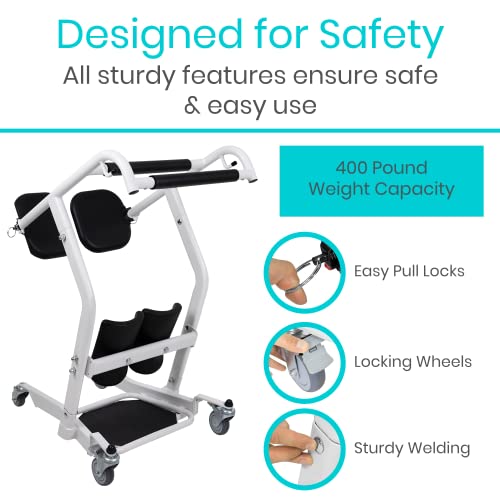 Designed for Safety
All sturdy features ensure safe
& easy use
400 Pound
Weight Capacity
Easy Pull Locks
Locking Wheels
Sturdy Welding